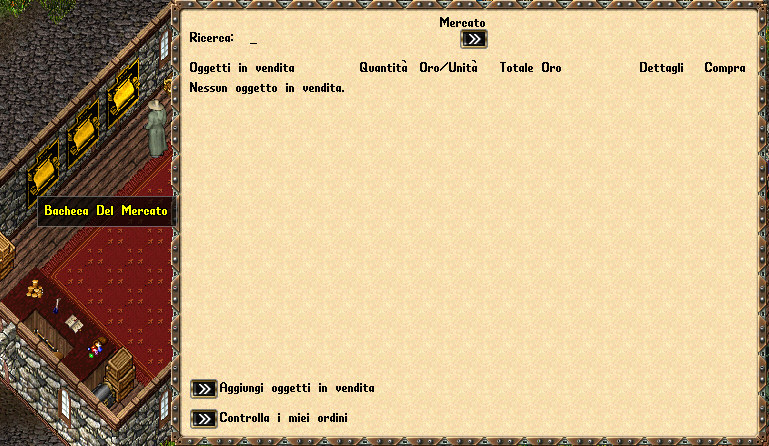 Mercato
Ricerca: _
Oggetti in vendita Quantità Oro/Unità Totale Oro Dettagli Compra
Nessun oggetto in vendita.
Bacheca Del Mercato
Aggiungi oggetti in vendita
Controlla i miei ordini